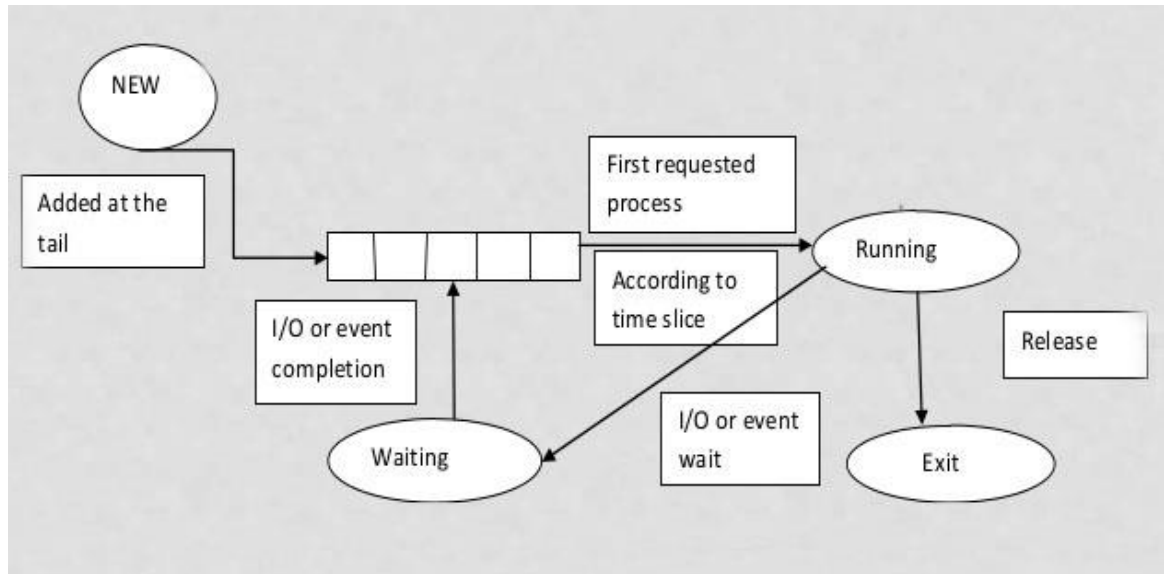 NEW
Added at the
tail
First requested
process
Running
According to
time slice
I/O or event
completion
Release
Waiting
I/O or event
wait
Exit